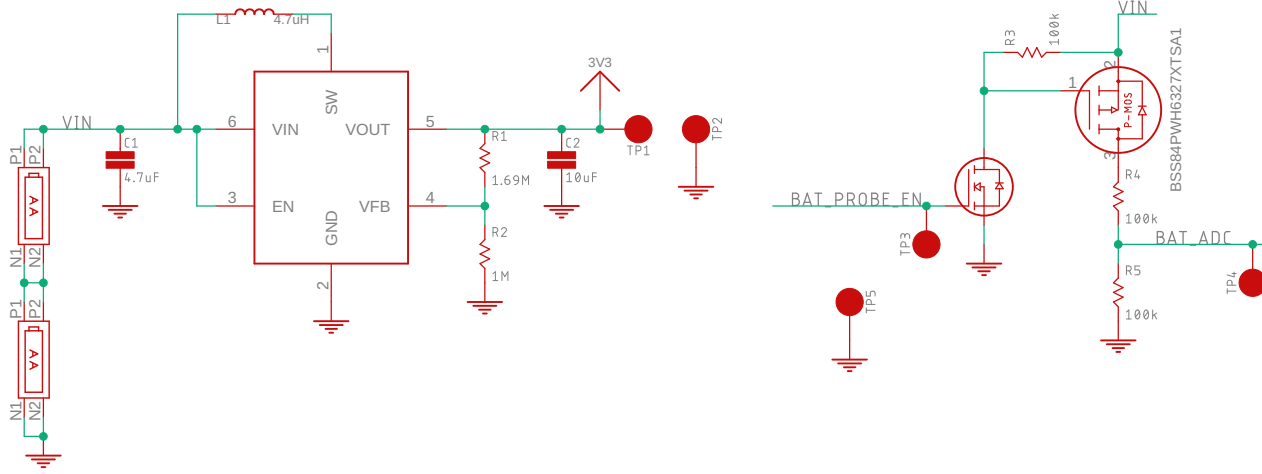 L1
4.7uH
1
SW
VIN
6
VIN
VOUT
5
3
EN
VFB
4
GND
2
C1
4.7uF
P1
P2
AA
N1
N2
P1
P2
AA
N1
N2
R1
1.69M
R2
1M
C2
10uF
3V3
TP1
TP2
VIN
R3
100k
2
1
P-MOS
3
BSS84PWH6327XTSA1
BAT_PROBE_EN
TP3
R4
100k
BAT_ADC
TP4
R5
100k
TP5